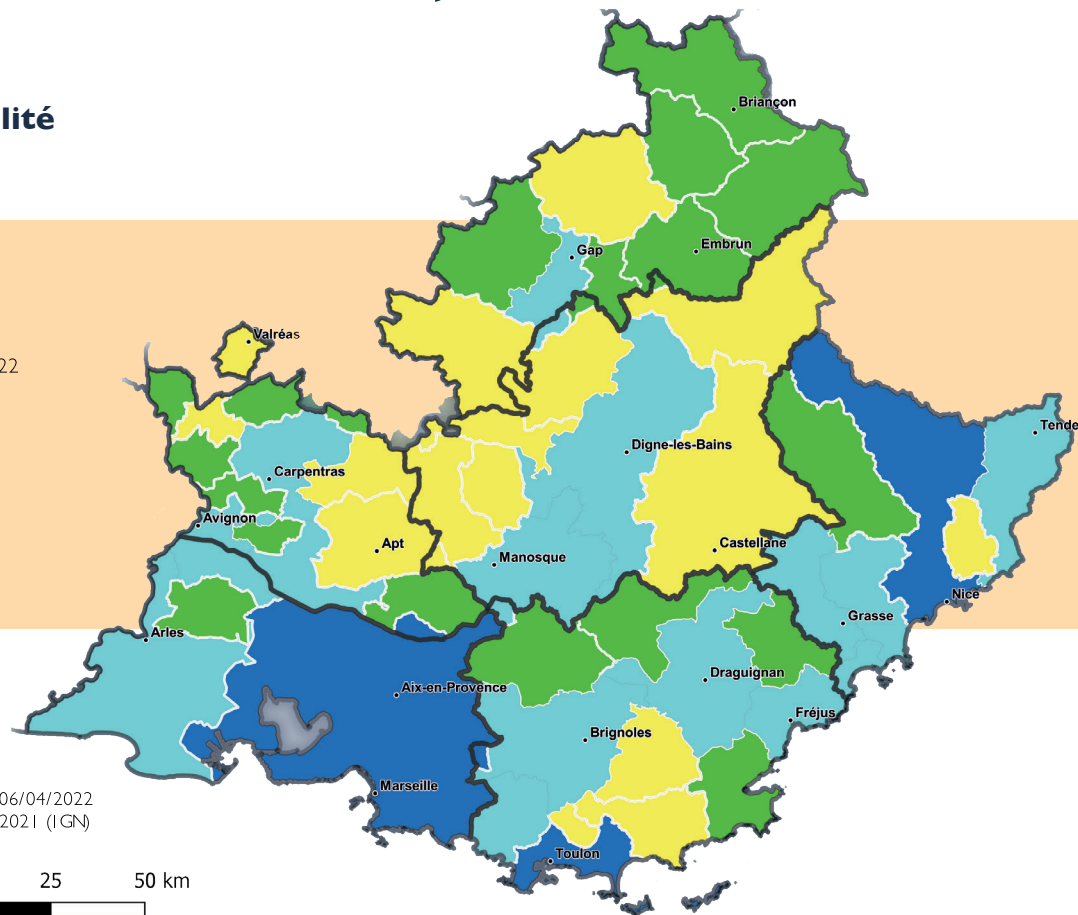 lité
Briançon
Gap
Embrun
Valréas
22
Tende
Digne-les-Bains
Carpentras
Avignon
Apt
Castellane
Manosque
Nice
Grasse
Arles
Draguignan
Aix-en-Provence
Fréjus
Brignoles
Marseille
06/04/2022
2021 (IGN)
Toulon
25 50 km